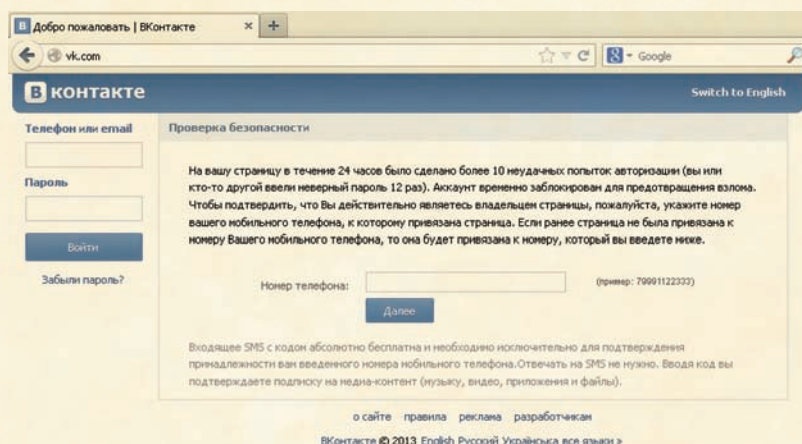 Добро пожаловать | ВКонтакте
vk.com
Google
В контакте
Switch to English
Телефон или email
Пароль
Войти
Забыли пароль?
Проверка безопасности
На вашу страницу в течение 24 часов было сделано более 10 неудачных попыток авторизации (вы или
кто-то другой ввели неверный пароль 12 раз). Аккаунт временно заблокирован для предотвращения взлома.
Чтобы подтвердить, что Вы действительно являетесь владельцем страницы, пожалуйста, укажите номер
вашего мобильного телефона, к которому привязана страница. Если ранее страница не была привязана к
номеру Вашего мобильного телефона, то она будет привязана к номеру, который вы введете ниже.
Номер телефона:
(пример: 79991122333)
Далее
Входящее SMS с кодом абсолютно бесплатна и необходимо исключительно для подтверждения
принадлежности вам введенного номера мобильного телефона.Отвечать на SMS не нужно. Вводя код вы
подтверждаете подписку на медиа-контент (музыку, видео, приложения и файлы).
о сайте правила реклама разработчикам
ВКонтакте © 2013 English Русский Українська все языки »